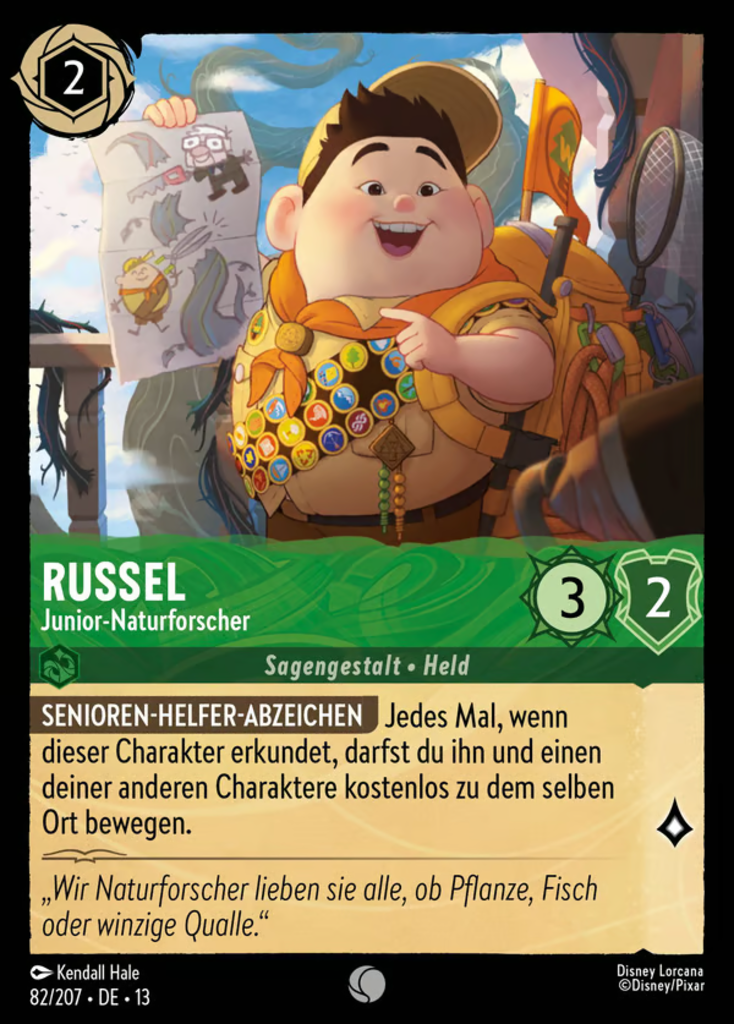 2
W
RUSSEL
Junior-Naturforscher
3
2
Sagengestalt • Held
SENIOREN-HELFER-ABZEICHEN Jedes Mal, wenn
dieser Charakter erkundet, darfst du ihn und einen
deiner anderen Charaktere kostenlos zu dem selben
Ort bewegen.
„Wir Naturforscher lieben sie alle, ob Pflanze, Fisch
oder winzige Qualle.“
Kendall Hale
82/207 • DE • 13
Disney Lorcana
©Disney/Pixar